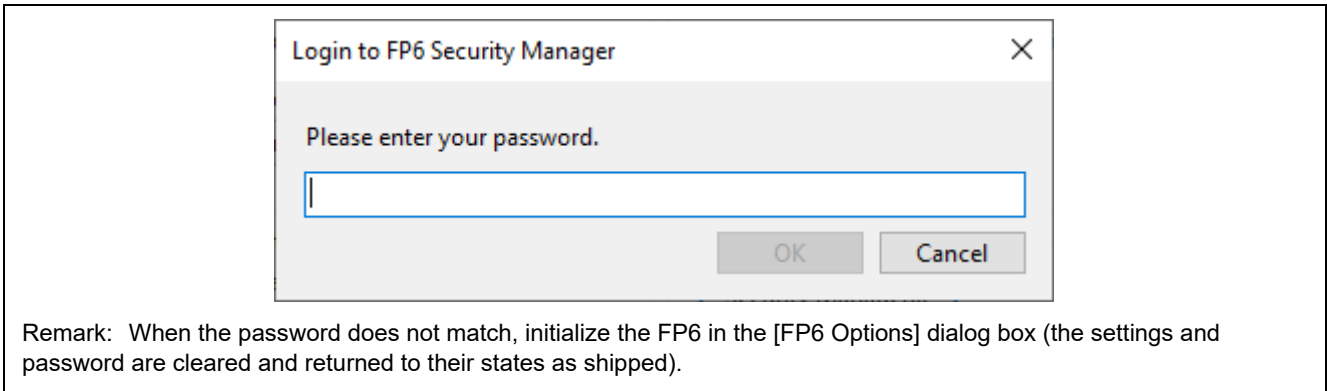 Login to FP6 Security Manager
Please enter your password.
OK
Cancel
Remark: When the password does not match, initialize the FP6 in the [FP6 Options] dialog box (the settings and
password are cleared and returned to their states as shipped).